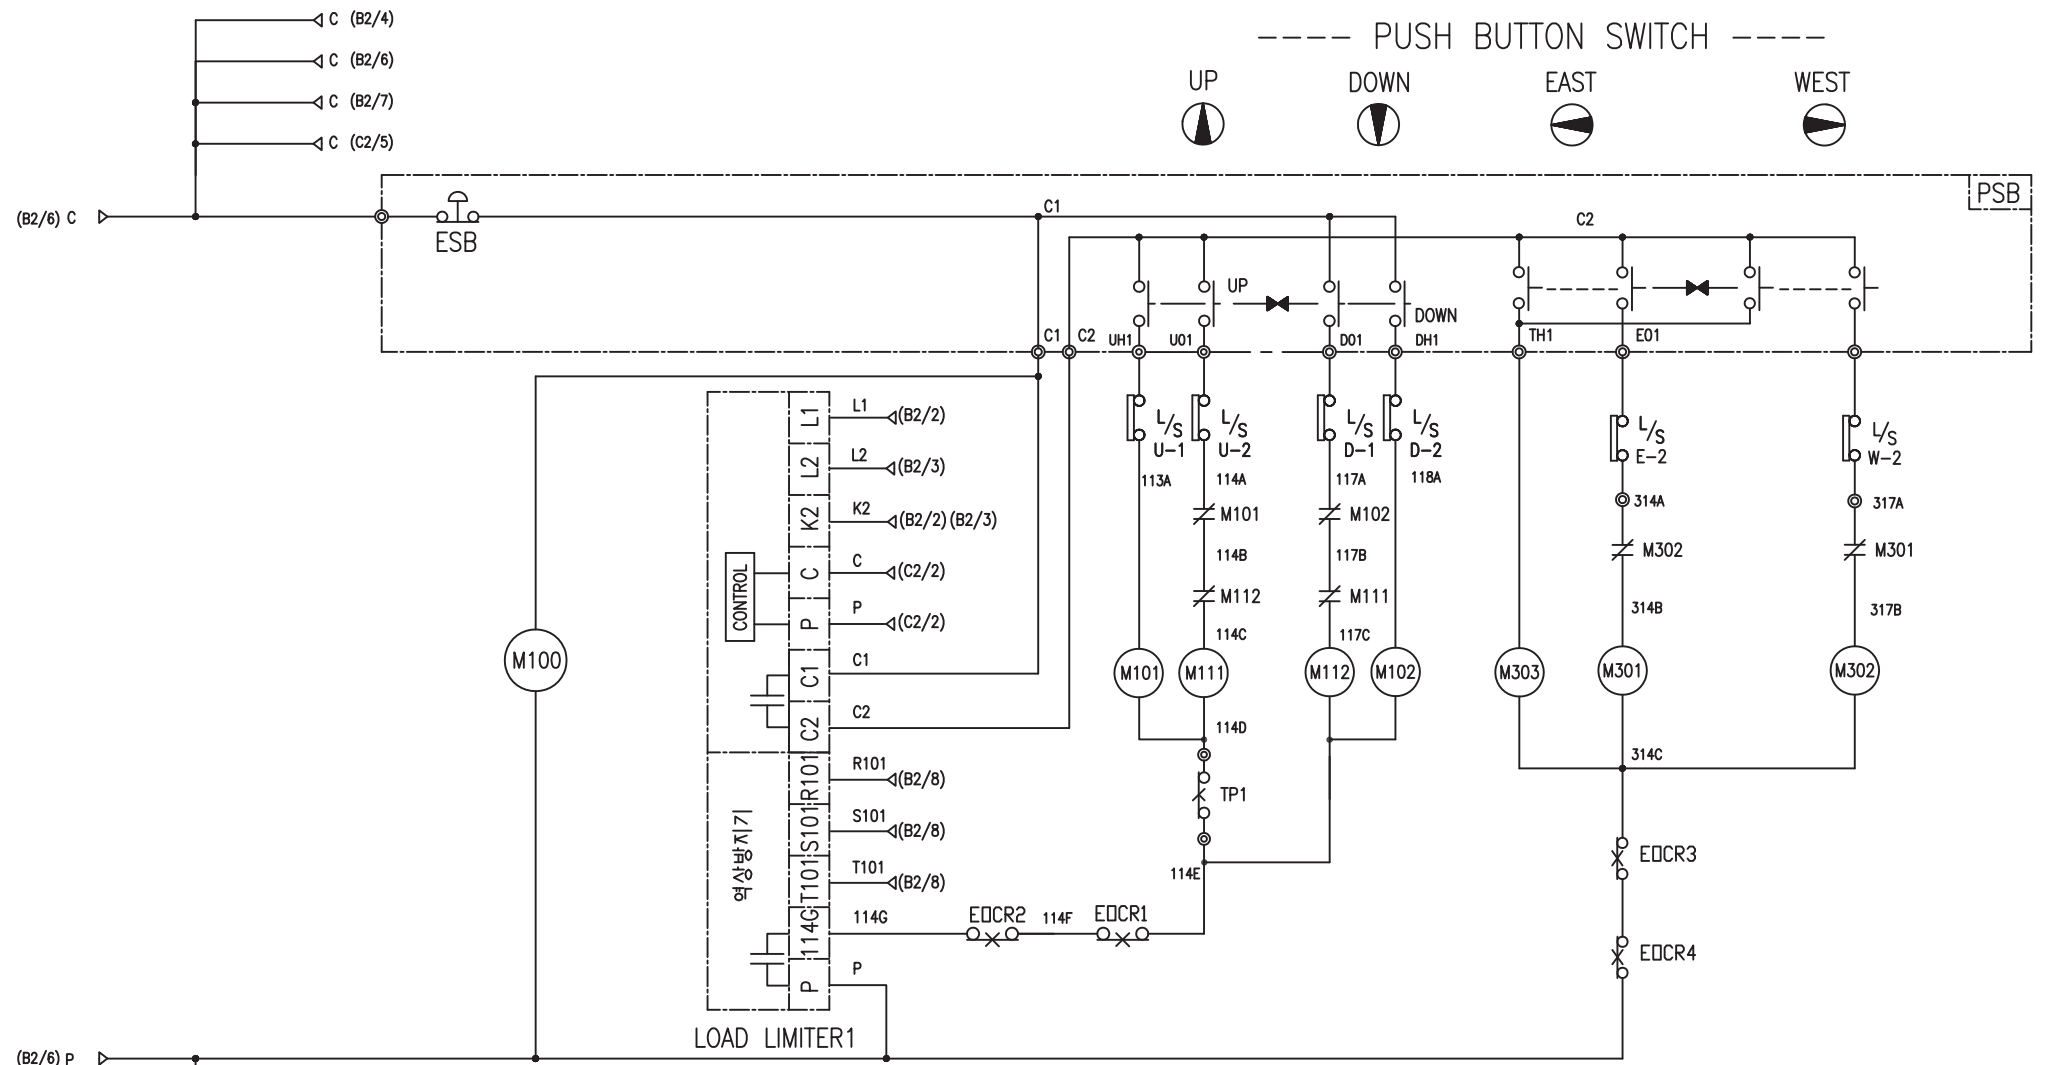 C (B2/4)
C (B2/6)
C (B2/7)
C (C2/5)
---- PUSH BUTTON SWITCH ----
UP DOWN EAST WEST
PSB
(B2/6) C
ESB
C1
C2
UP
DOWN
C1 C2 UH1 U01 D01 DH1 TH1 E01
L1 L1 (B2/2)
L2 L2 (B2/3)
K2 K2 (B2/2)(B2/3)
CONTROL
C C (C2/2)
P P (C2/2)
C1 C1
C2 C2
R101 R101 (B2/8)
S101 S101 (B2/8)
T101 T101 (B2/8)
114G 114G
P P
역상방지기
LOAD LIMITER1
M100
L/S U-1
L/S U-2
L/S D-1
L/S D-2
L/S E-2
L/S W-2
113A 114A 117A 118A 314A 317A
M101 M102 M302 M301
114B 117B
M112 M111
314B 317B
114C 117C
M101 M111 M112 M102 M303 M301 M302
114D 314C
TP1
114E
EOCR3
EOCR2 114F EOCR1
EOCR4
(B2/6) P